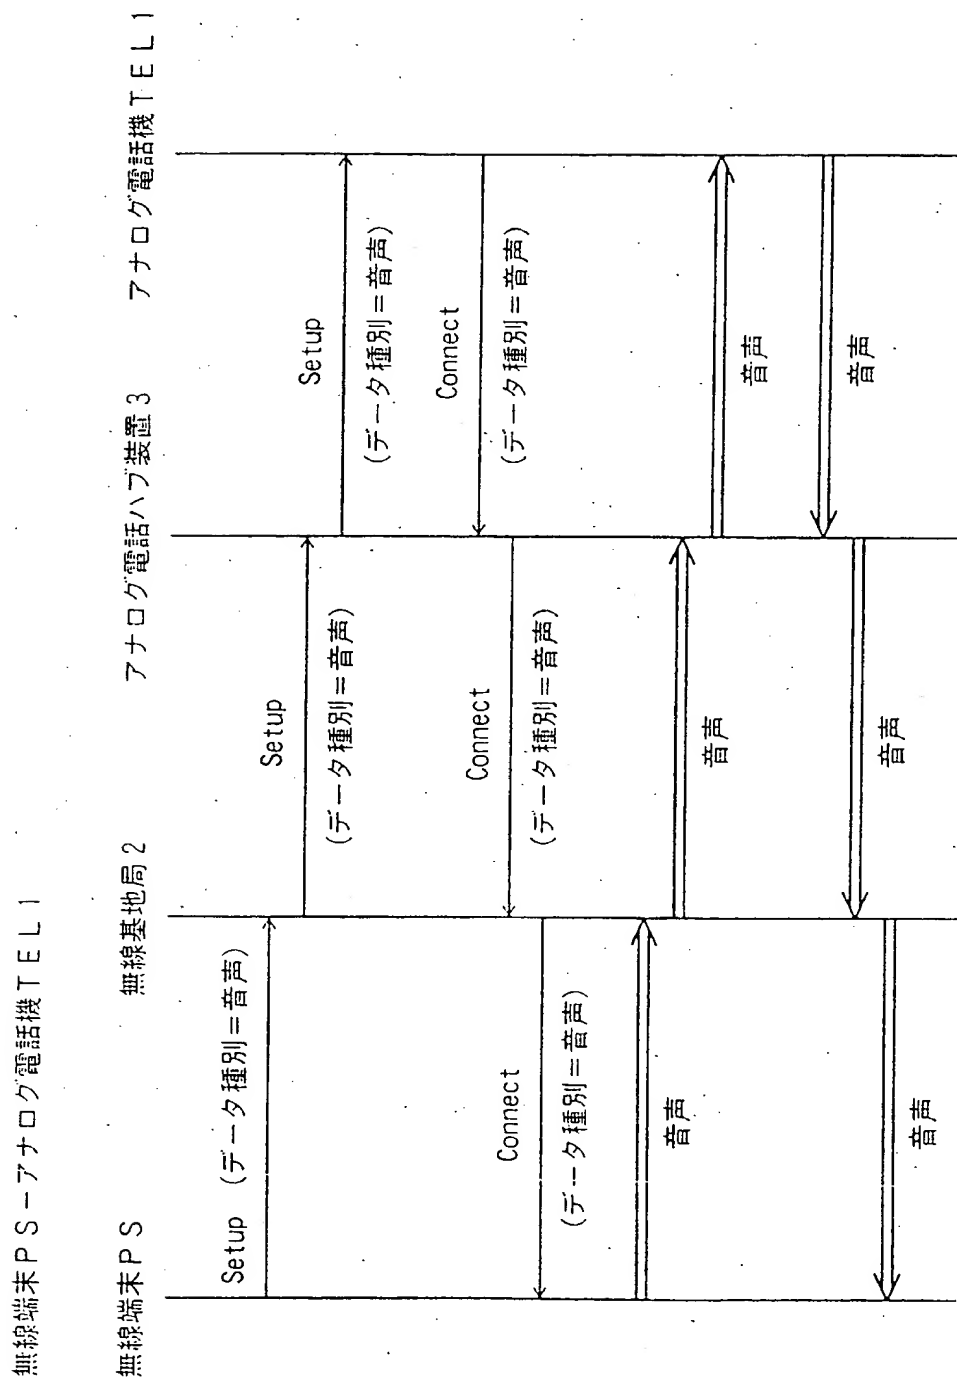 無線端末PS－アナログ電話機TEL1
無線端末PS
無線基地局2
アナログ電話ハブ装置3
アナログ電話機TEL1
Setup (データ種別＝音声)
Setup
(データ種別＝音声)
Setup
(データ種別＝音声)
Connect
(データ種別＝音声)
Connect
(データ種別＝音声)
Connect
(データ種別＝音声)
音声
音声
音声
音声
音声
音声